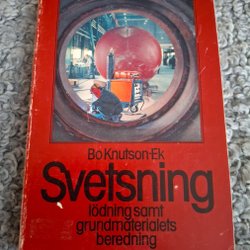 Bo Knutson-Ek
Svetsning
lödning samt
grundmaterialets
beredning